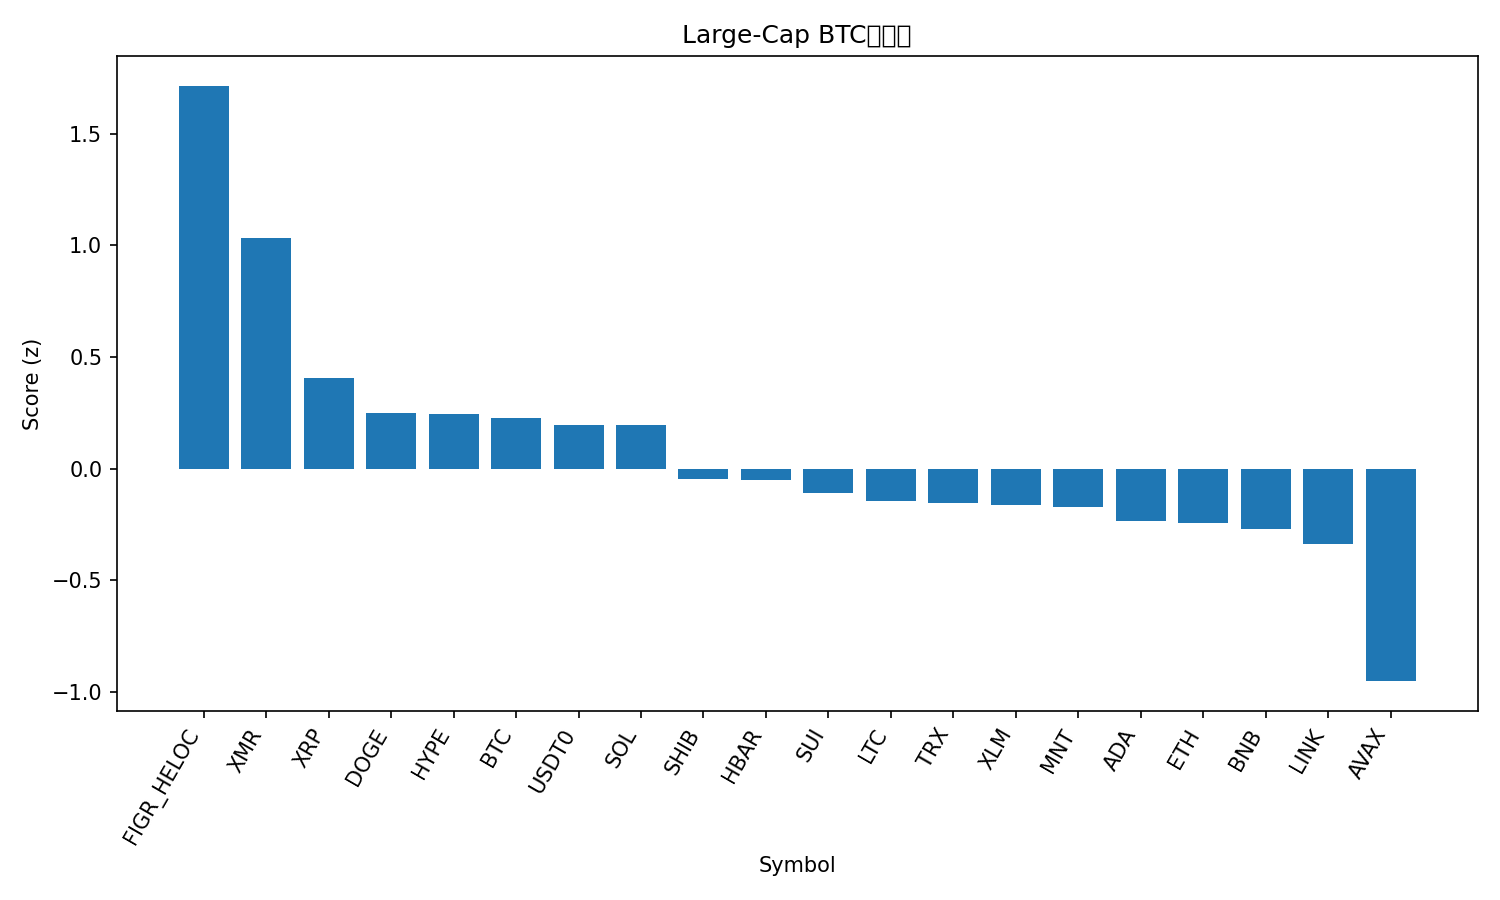 Large-Cap BTC
Score (z)
1.5
1.0
0.5
0.0
−0.5
−1.0
FIGR_HELOC
XMR
XRP
DOGE
HYPE
BTC
USDT0
SOL
SHIB
HBAR
SUI
LTC
TRX
XLM
MNT
ADA
ETH
BNB
LINK
AVAX
Symbol